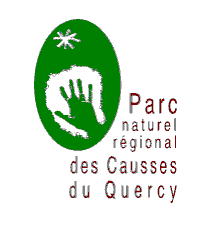 Parc
naturel
régional
des Causses
du Quercy